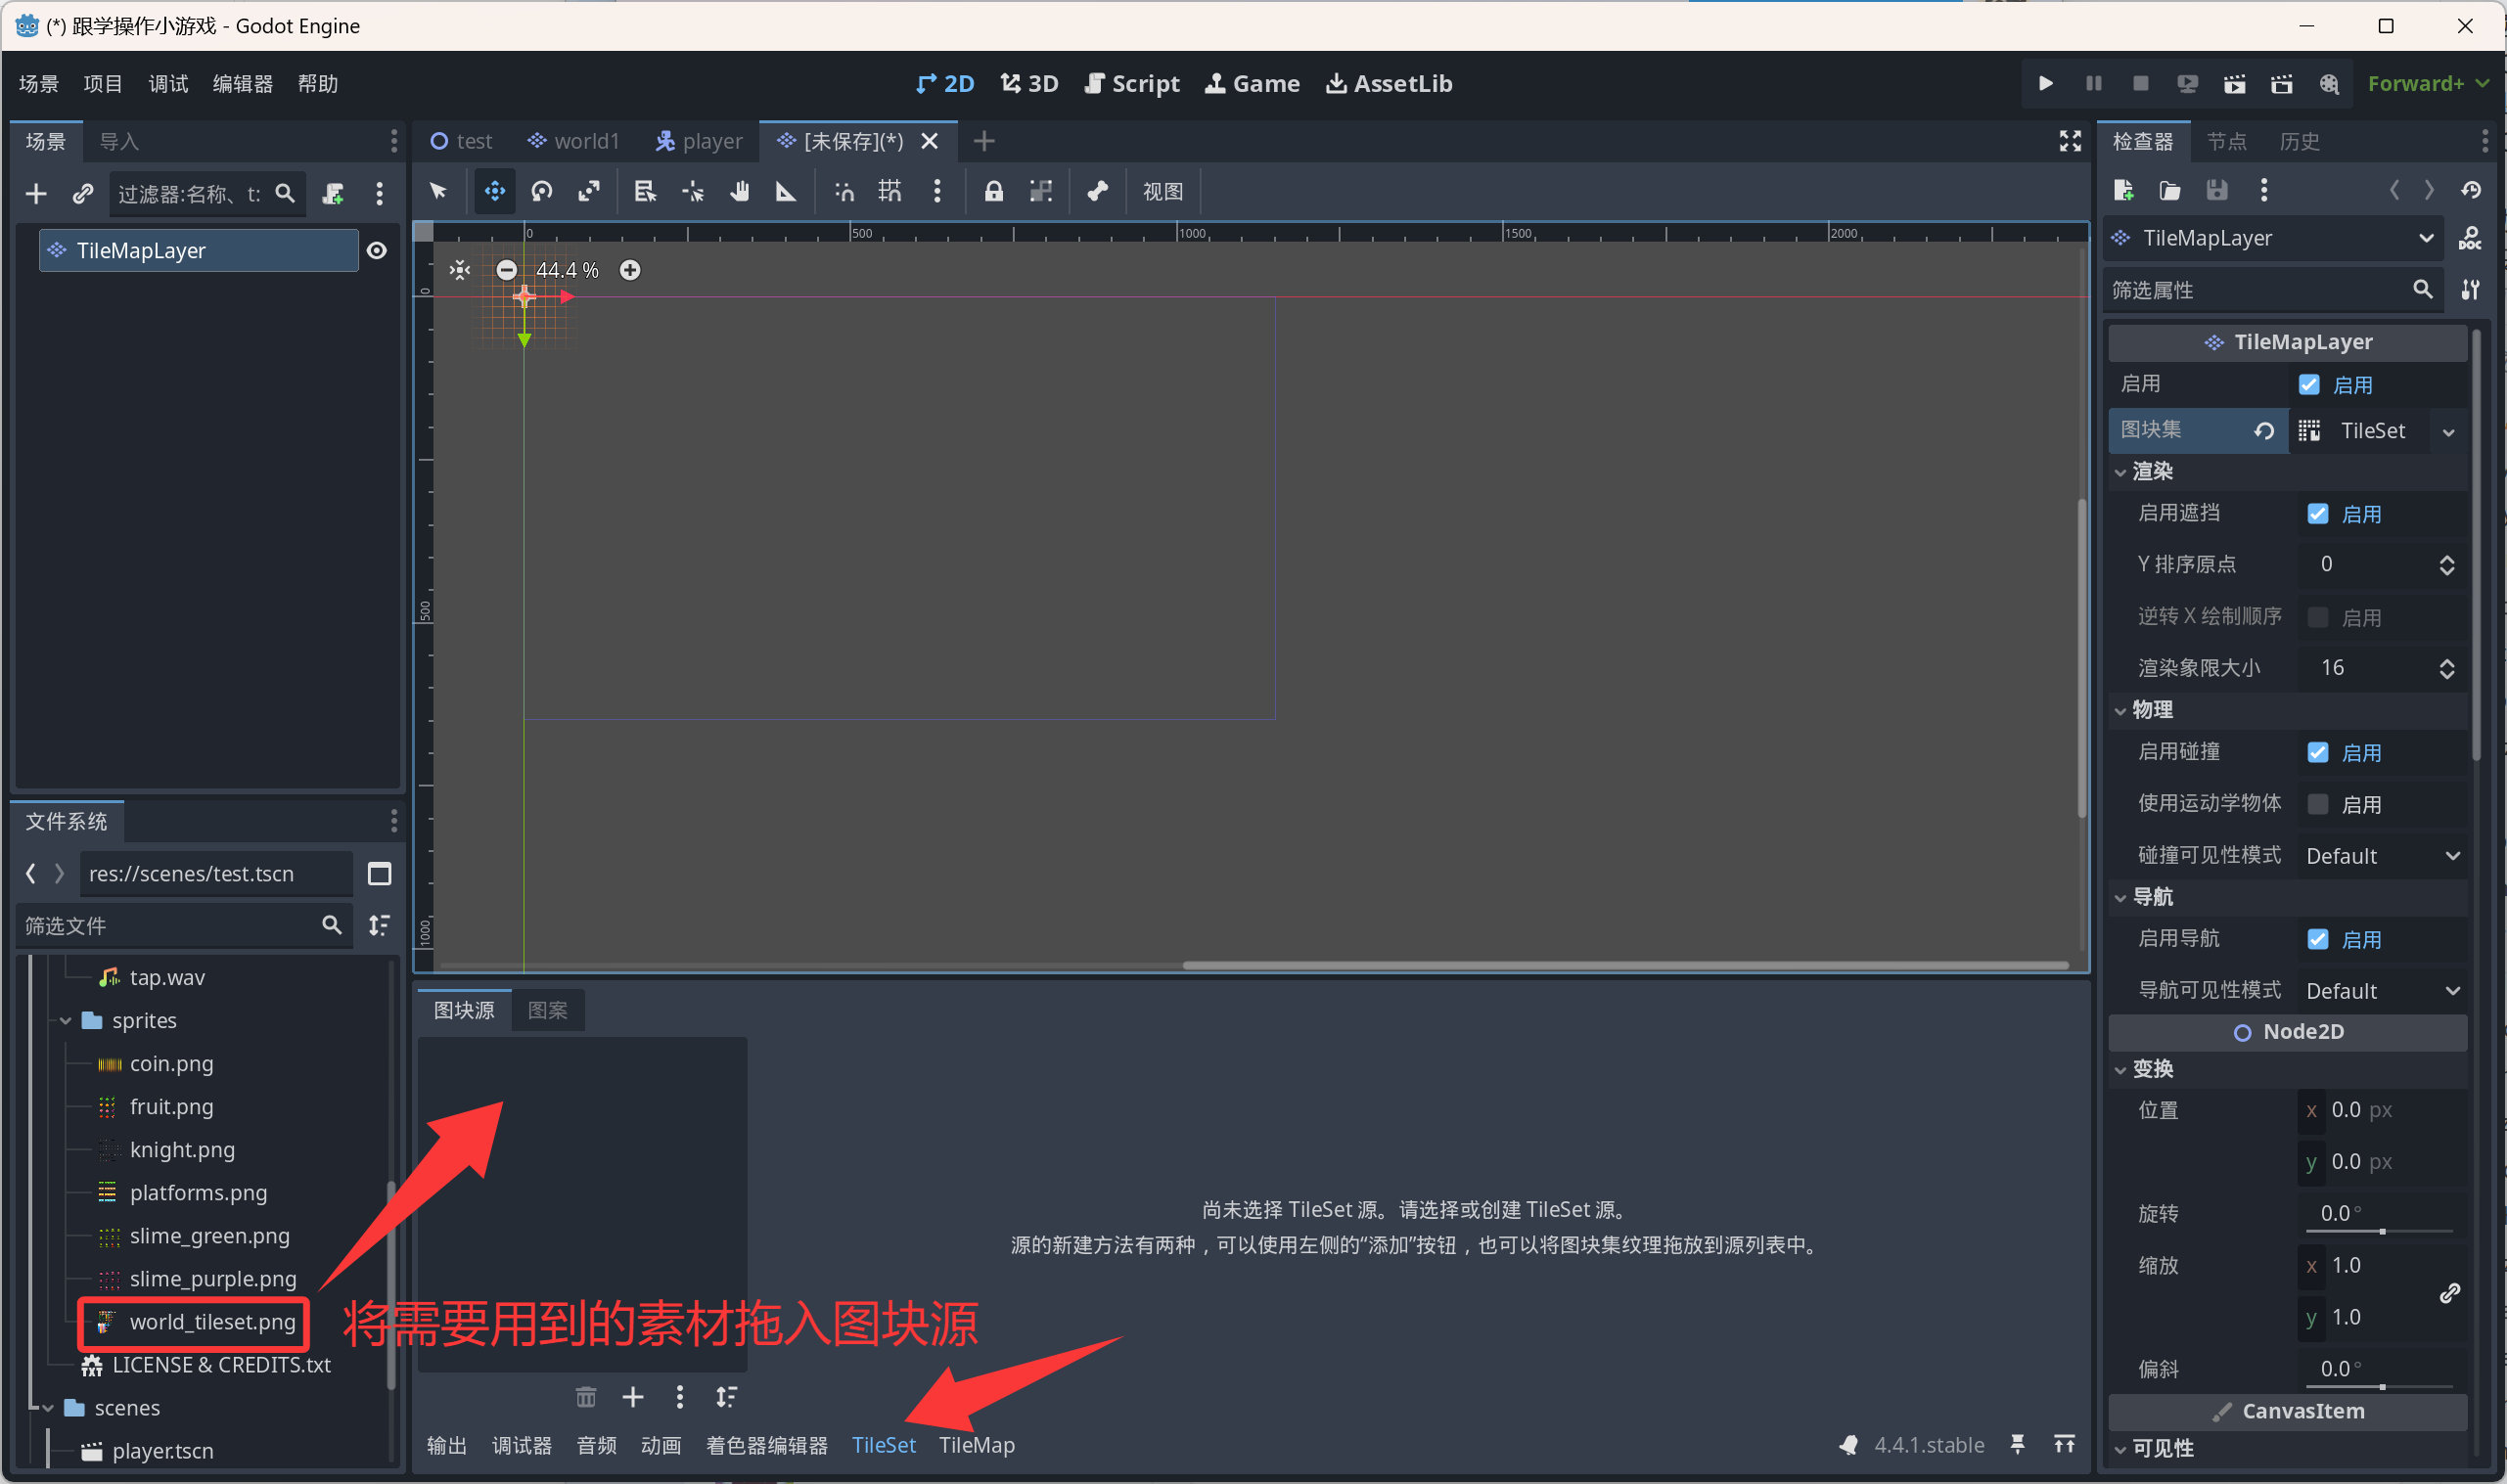 (*) 跟学操作小游戏 - Godot Engine
场景 项目 调试 编辑器 帮助
2D 3D Script Game AssetLib
Forward+
场景 导入
过滤器:名称、t:
TileMapLayer
test world1 player [未保存](*)
视图
0 500 1000 1500 2000
44.4 %
0
500
1000
文件系统
res://scenes/test.tscn
筛选文件
tap.wav
sprites
coin.png
fruit.png
knight.png
platforms.png
slime_green.png
slime_purple.png
world_tileset.png
LICENSE & CREDITS.txt
scenes
player.tscn
图块源 图案
尚未选择 TileSet 源。请选择或创建 TileSet 源。
源的新建方法有两种，可以使用左侧的“添加”按钮，也可以将图块集纹理拖放到源列表中。
将需要用到的素材拖入图块源
输出 调试器 音频 动画 着色器编辑器 TileSet TileMap
4.4.1.stable
检查器 节点 历史
TileMapLayer
DOC
筛选属性
TileMapLayer
启用 启用
图块集 TileSet
渲染
启用遮挡 启用
Y 排序原点 0
逆转 X 绘制顺序 启用
渲染象限大小 16
物理
启用碰撞 启用
使用运动学物体 启用
碰撞可见性模式 Default
导航
启用导航 启用
导航可见性模式 Default
Node2D
变换
位置 x 0.0 px
y 0.0 px
旋转 0.0 °
缩放 x 1.0
y 1.0
偏斜 0.0 °
CanvasItem
可见性